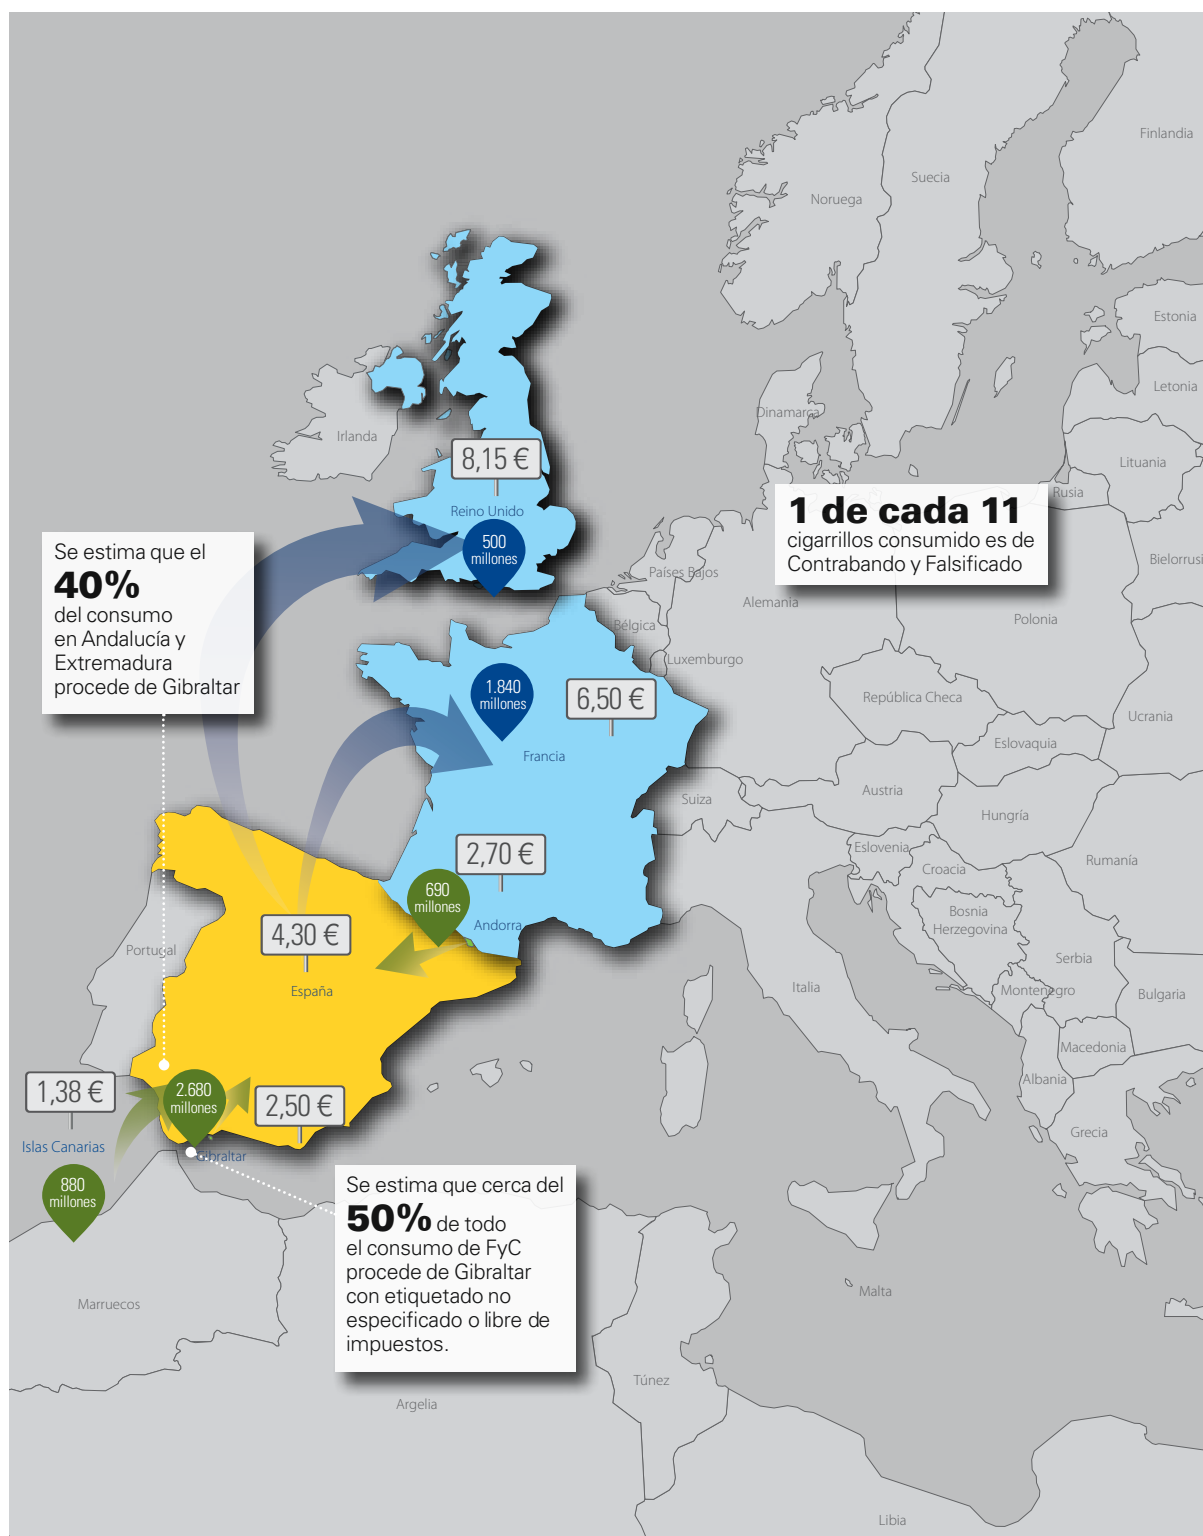 Finlandia
Suecia
Noruega
Estonia
Letonia
Dinamarca
Irlanda
8,15 €
Lituania
Rusia
Reino Unido
500
millones
1 de cada 11
cigarrillos consumido es de
Contrabando y Falsificado
Se estima que el
40%
del consumo
en Andalucía y
Extremadura
procede de Gibraltar
Países Bajos
Bielorrusi
Alemania
Polonia
Bélgica
Luxemburgo
1.840
millones
6,50 €
República Checa
Ucrania
Eslovaquia
Francia
Suiza
Austria
Hungría
2,70 €
Eslovenia
Croacia
Rumanía
690
millones
Andorra
Bosnia
Herzegovina
4,30 €
Portugal
España
Serbia
Italia
Montenegro
Bulgaria
Macedonia
Albania
1,38 €
2.680
millones
2,50 €
Islas Canarias
Gibraltar
Grecia
880
millones
Se estima que cerca del
50% de todo
el consumo de FyC
procede de Gibraltar
con etiquetado no
especificado o libre de
impuestos.
Marruecos
Malta
Túnez
Argelia
Libia